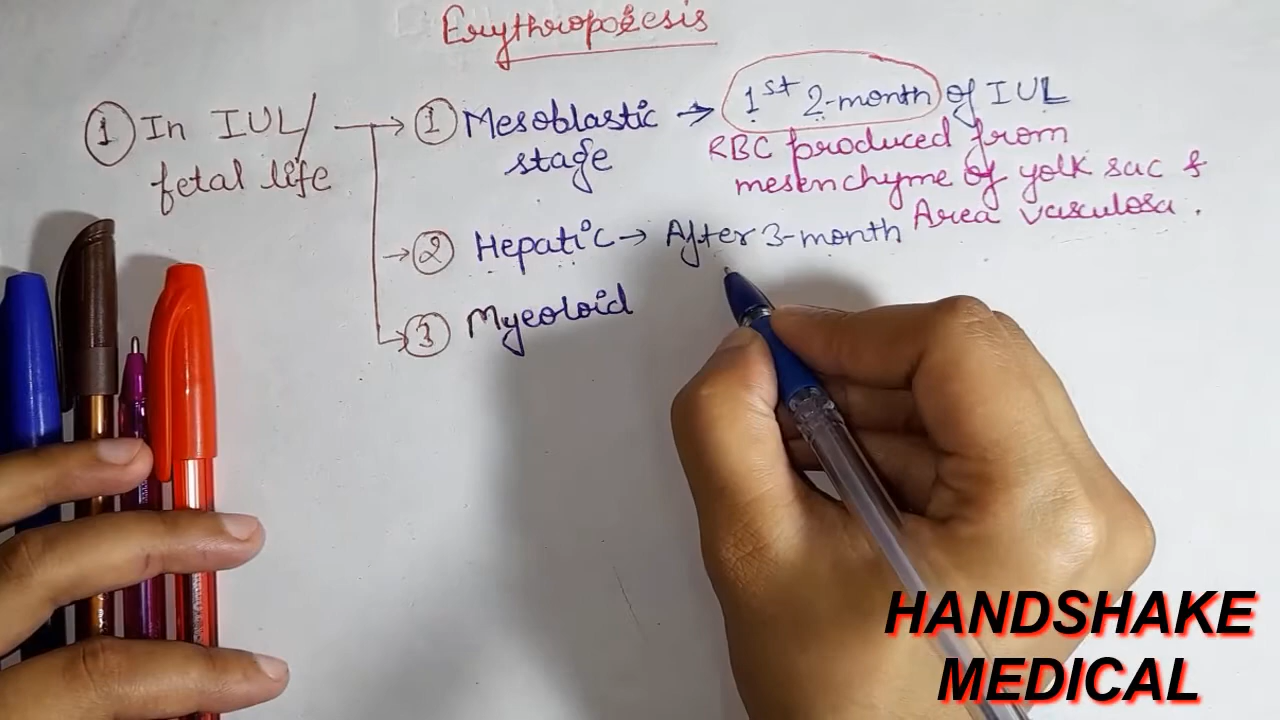 Erythropoiesis
① In IUL/ → ① Mesoblastic → 1st 2-month of IUL
fetal life
stage
RBC produced from
mesenchyme of yolk sac &
Area vasculosa.
→ ② Hepatic → After 3-month
→ ③ Myeoloid
HANDSHAKE
MEDICAL